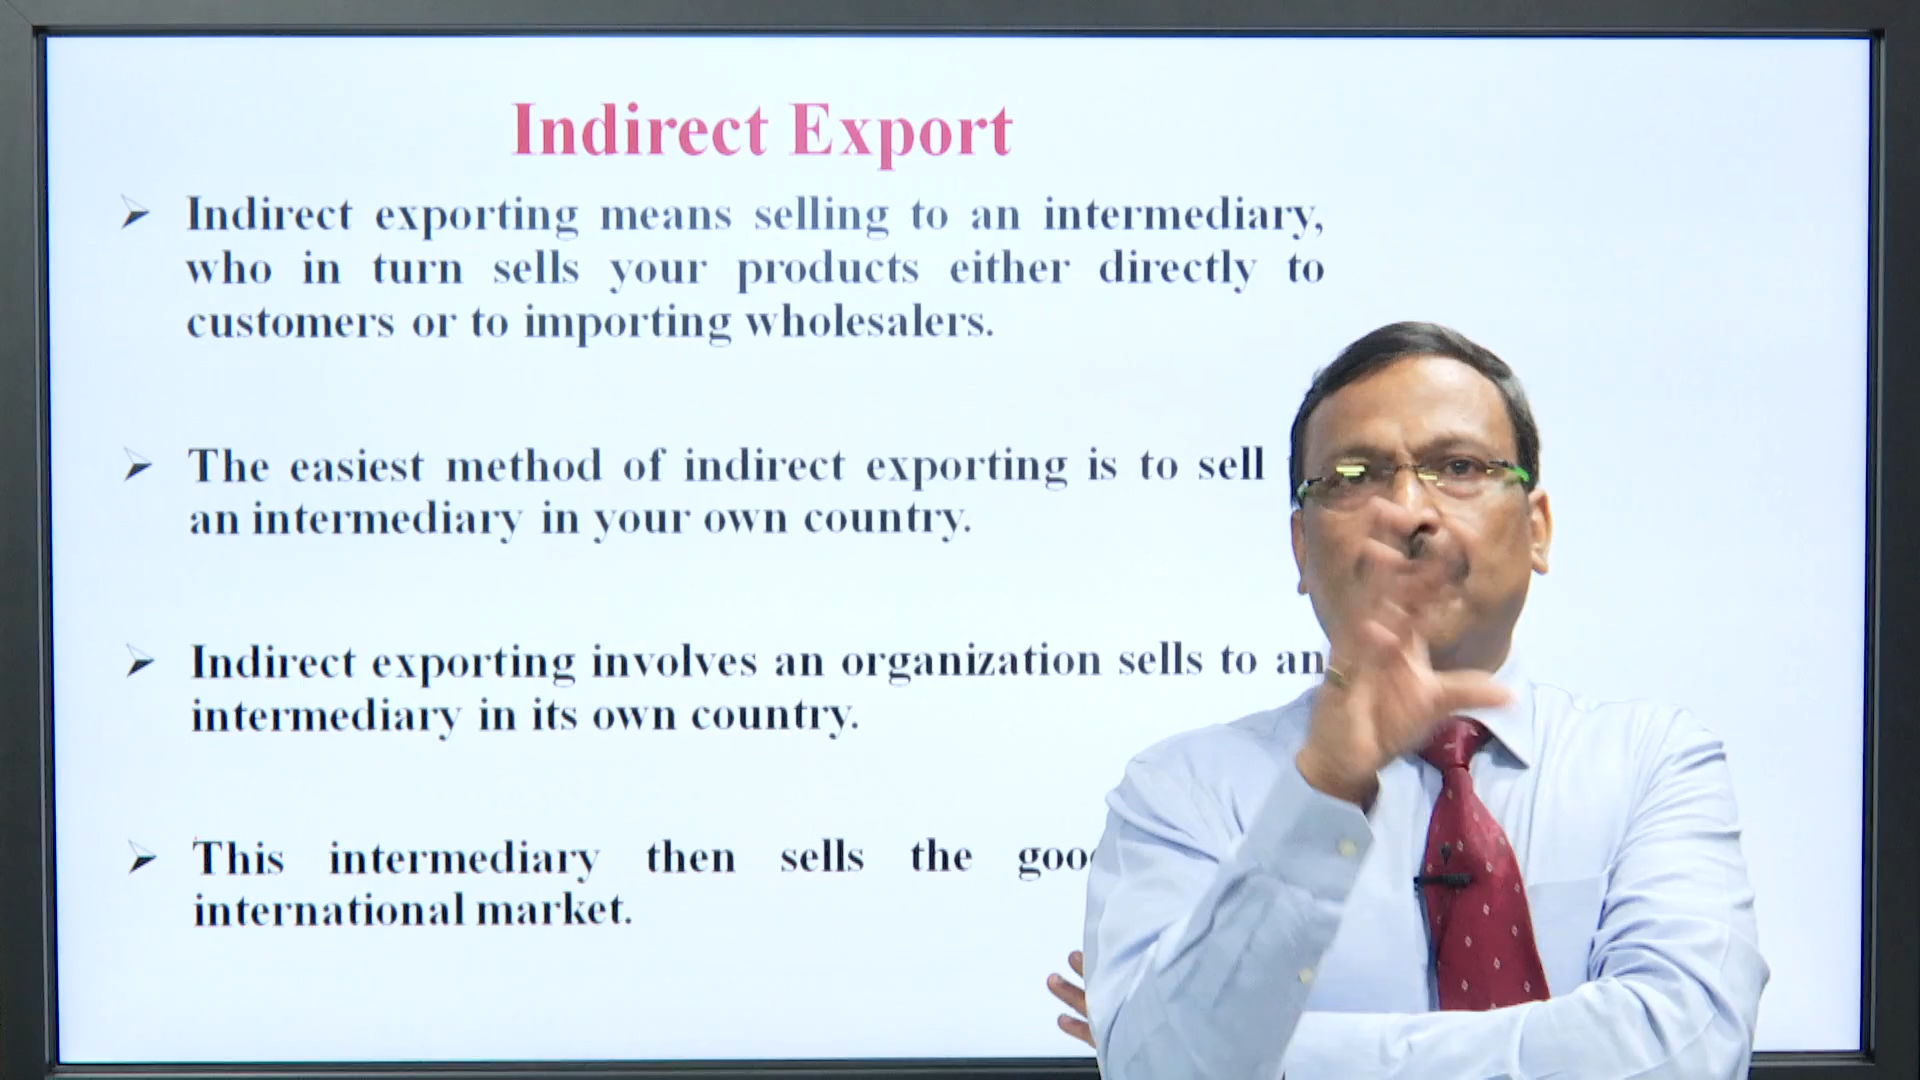 Indirect Export
Indirect exporting means selling to an intermediary,
who in turn sells your products either directly to
customers or to importing wholesalers.
The easiest method of indirect exporting is to sell
an intermediary in your own country.
Indirect exporting involves an organization sells to an
intermediary in its own country.
This intermediary then sells the
international market.